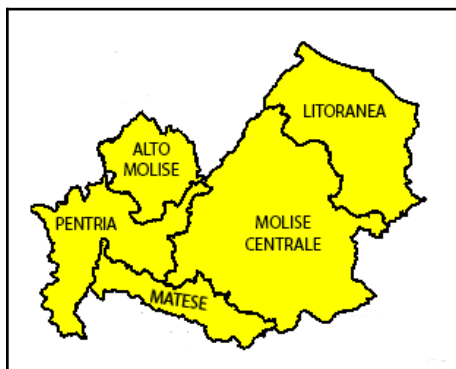 LITORANEA
ALTO
MOLISE
PENTRIA
MOLISE
CENTRALE
MATESE